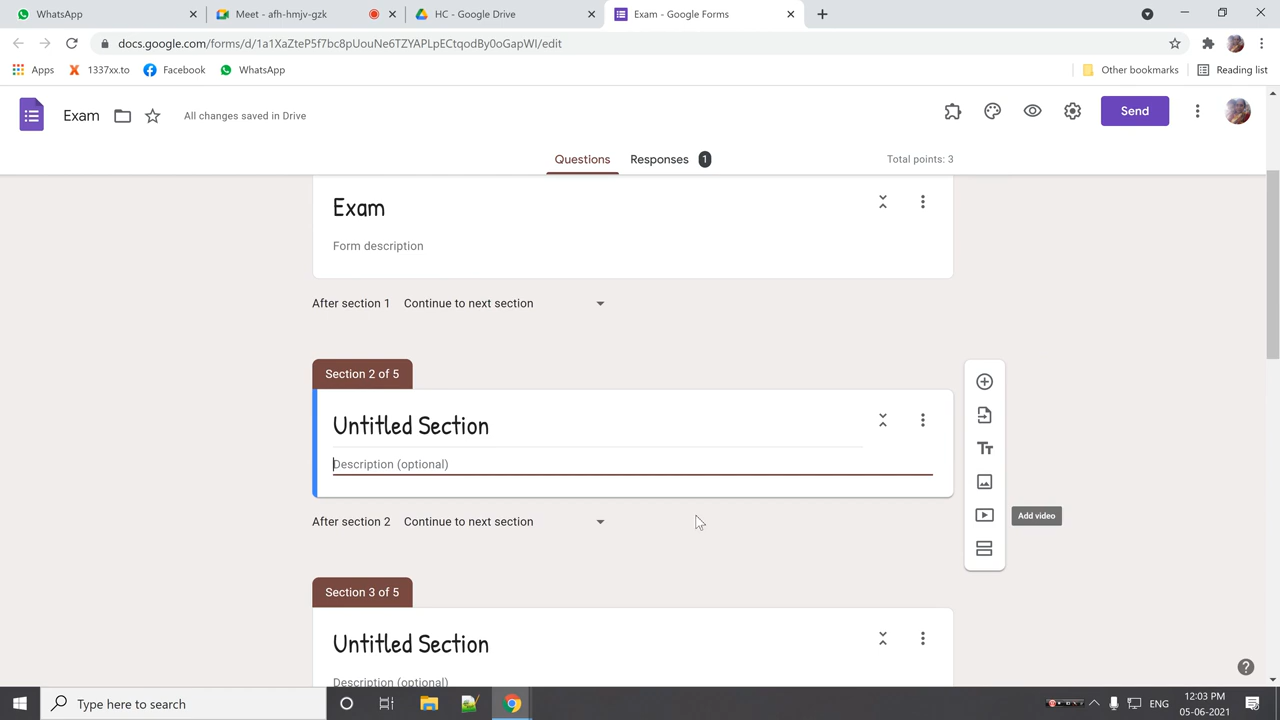 WhatsApp
Meet - afh-hmjv-gzk
HC - Google Drive
Exam - Google Forms
docs.google.com/forms/d/1a1XaZteP5f7bc8pUouNe6TZYAPLpECtqodBy0oGapWI/edit
Apps
1337xx.to
Facebook
WhatsApp
Other bookmarks
Reading list
Exam
All changes saved in Drive
Send
Questions
Responses
1
Total points: 3
Exam
Form description
After section 1
Continue to next section
Section 2 of 5
Untitled Section
Description (optional)
Add video
After section 2
Continue to next section
Section 3 of 5
Untitled Section
Description (optional)
Type here to search
ENG
12:03 PM
05-06-2021